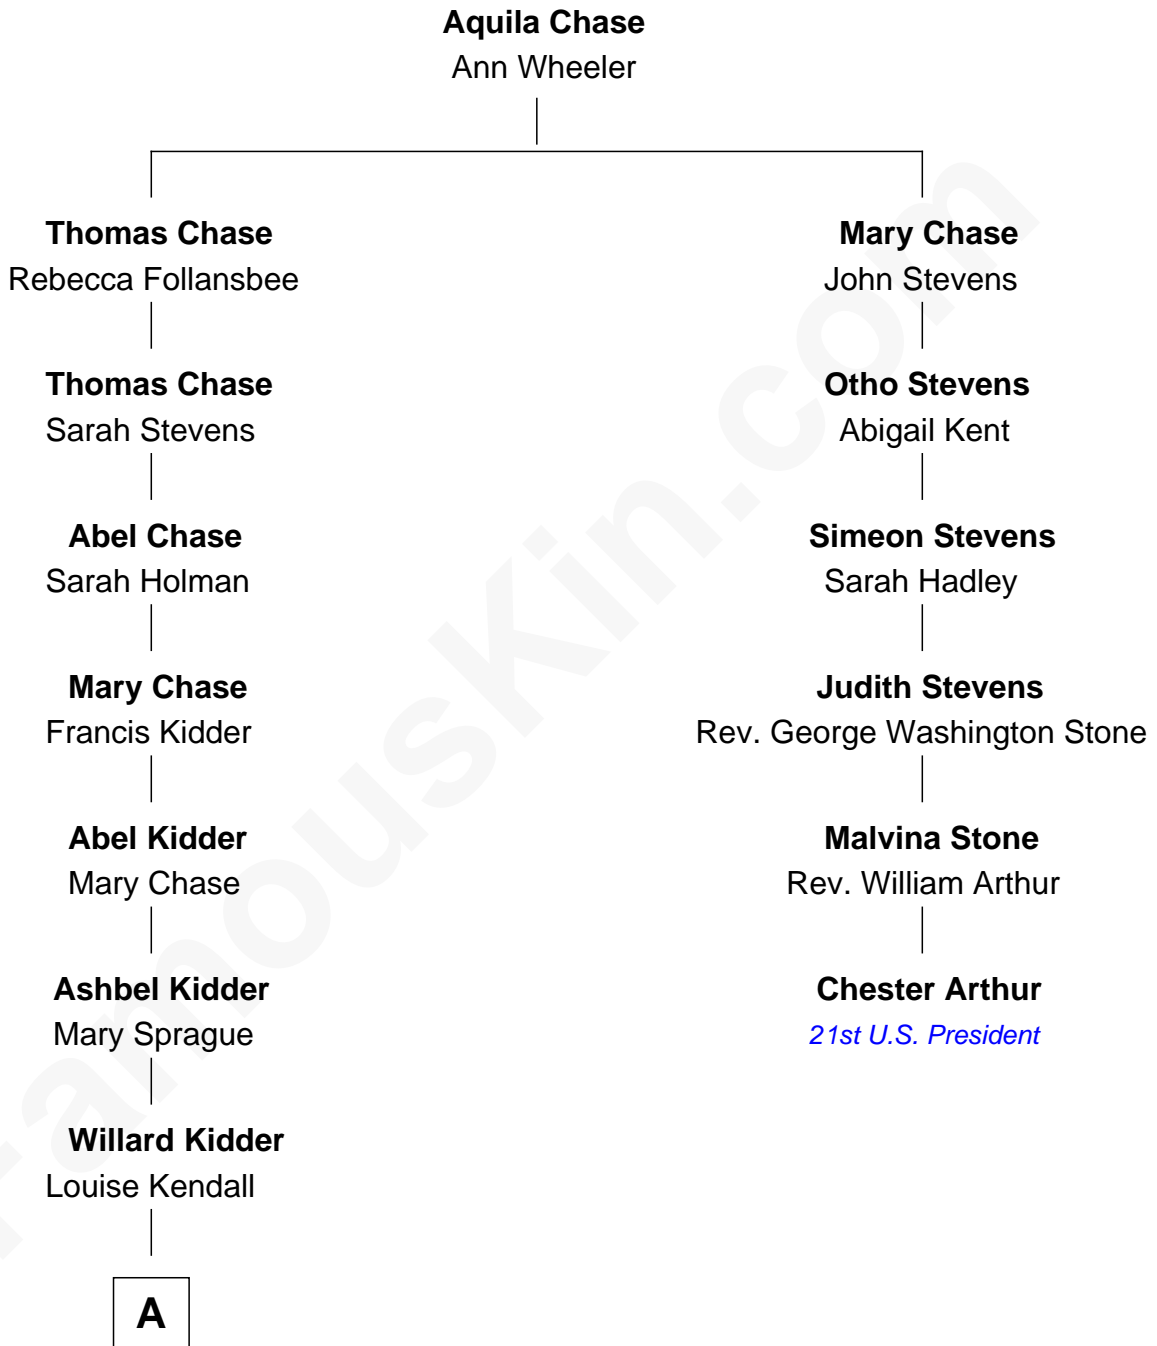 Aquila Chase
Ann Wheeler
Thomas Chase
Rebecca Follansbee
Mary Chase
John Stevens
Thomas Chase
Sarah Stevens
Otho Stevens
Abigail Kent
Abel Chase
Sarah Holman
Simeon Stevens
Sarah Hadley
Mary Chase
Francis Kidder
Judith Stevens
Rev. George Washington Stone
Abel Kidder
Mary Chase
Malvina Stone
Rev. William Arthur
Ashbel Kidder
Mary Sprague
Chester Arthur
21st U.S. President
Willard Kidder
Louise Kendall
A
FamousKin.com